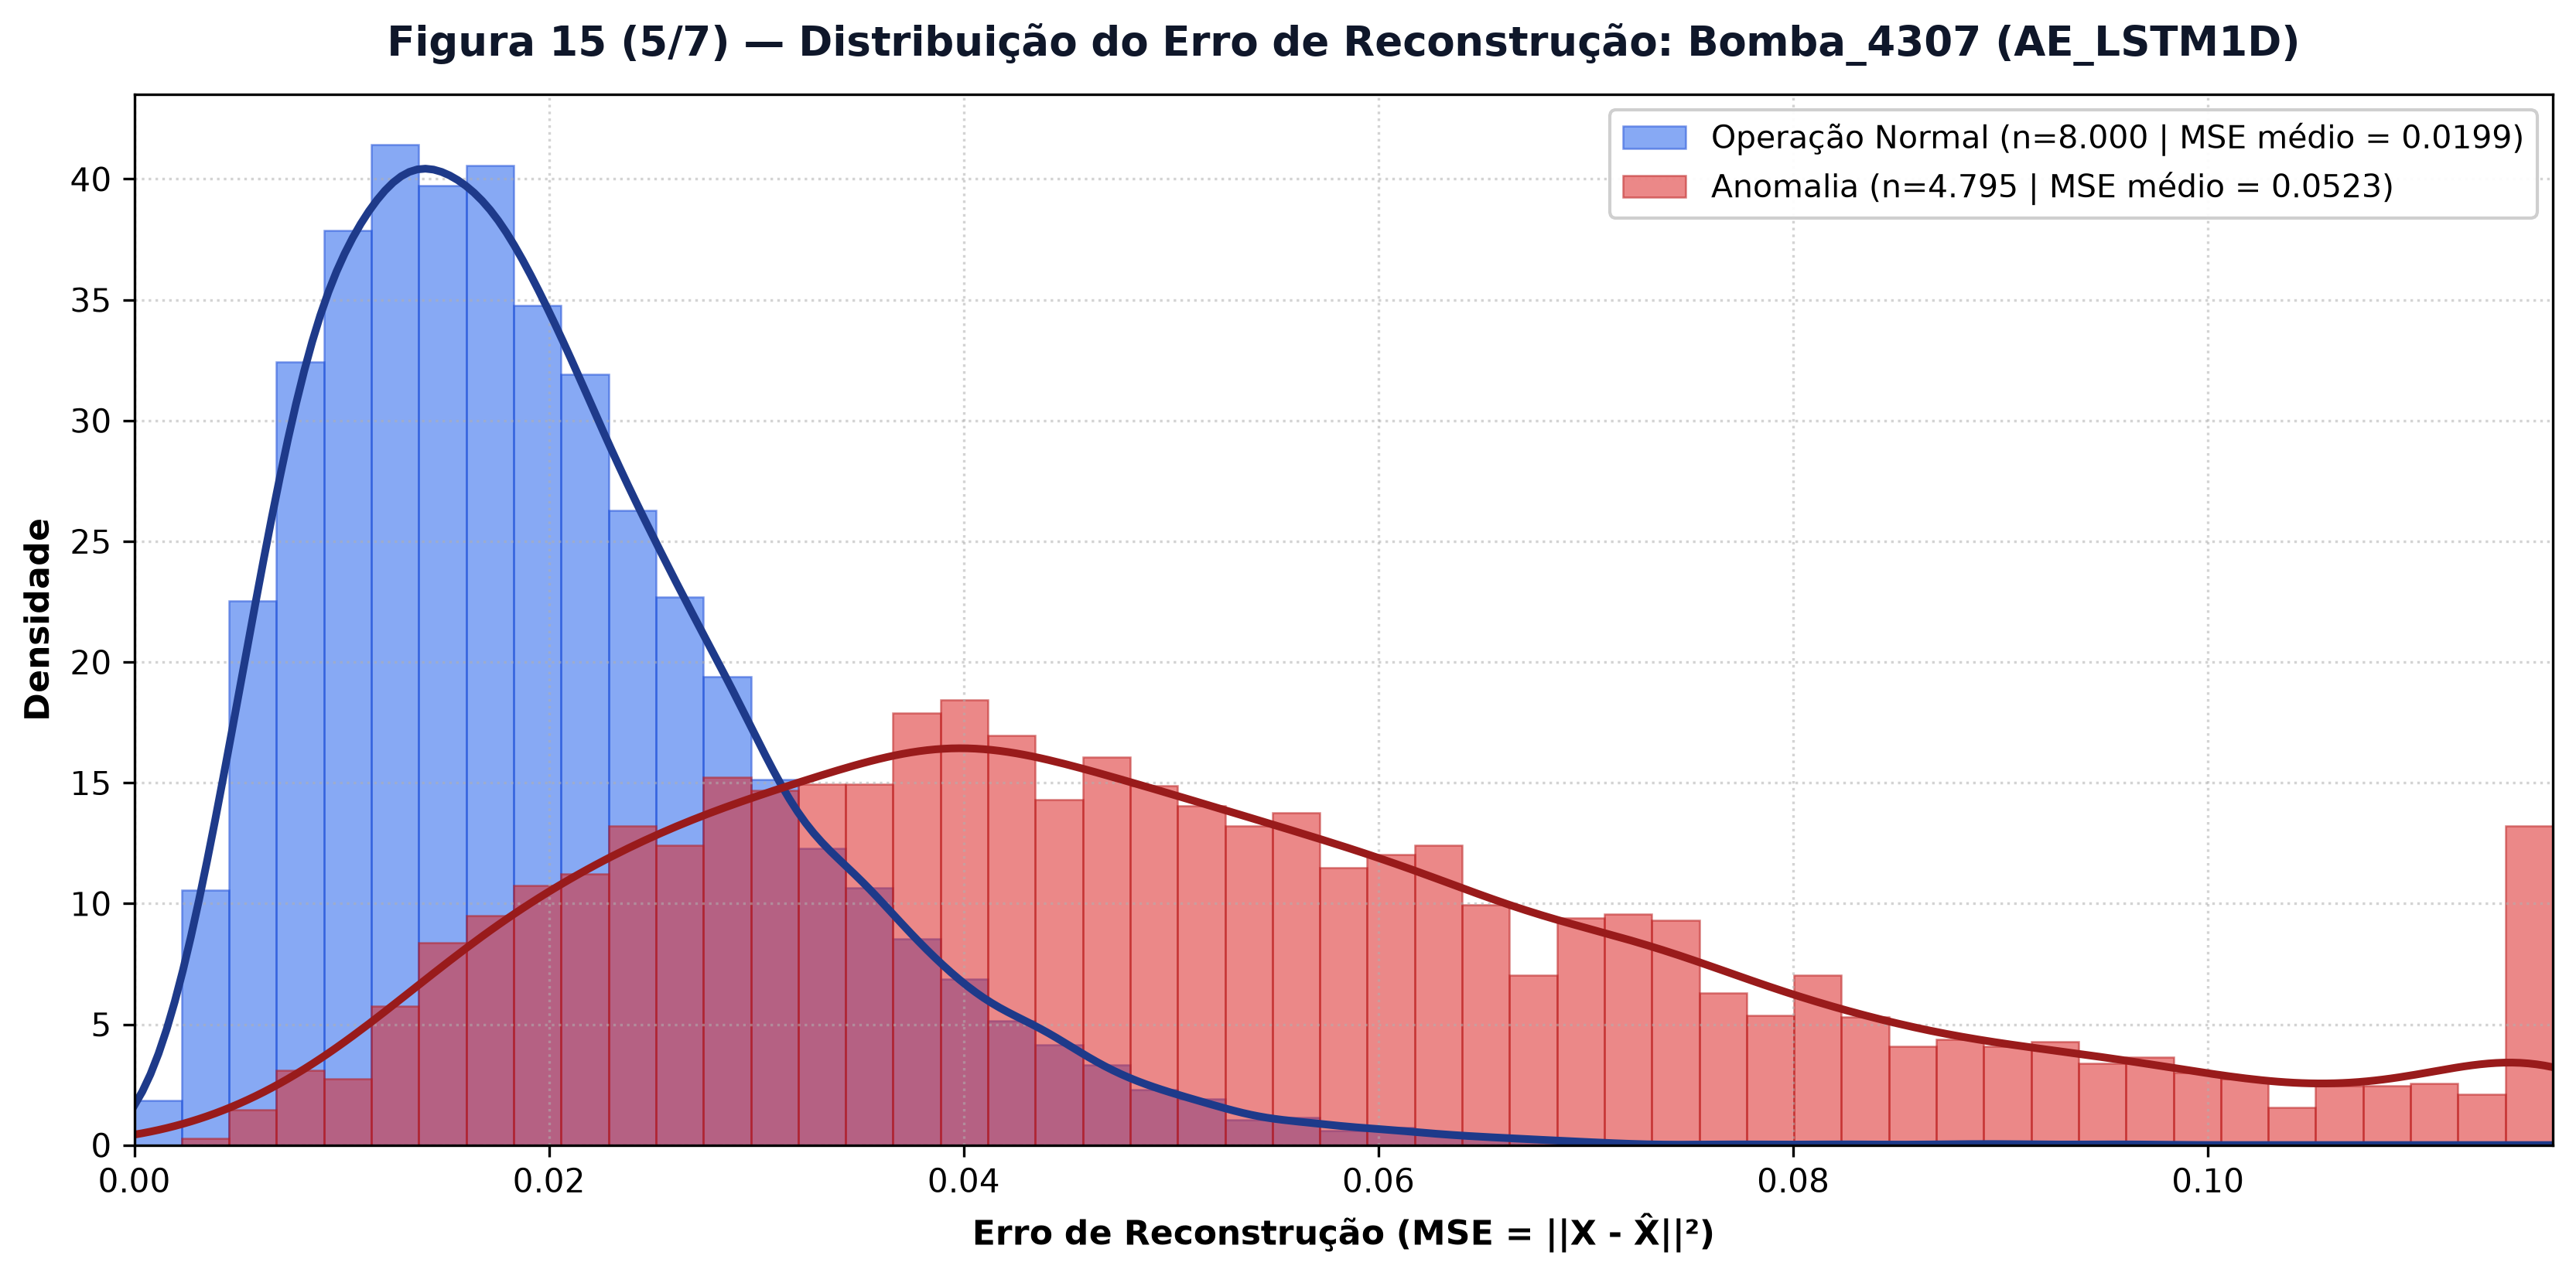 Figura 15 (5/7) — Distribuição do Erro de Reconstrução: Bomba_4307 (AE_LSTM1D)
Operação Normal (n=8.000 | MSE médio = 0.0199)
Anomalia (n=4.795 | MSE médio = 0.0523)
Densidade
40
35
30
25
20
15
10
5
0
0.00 0.02 0.04 0.06 0.08 0.10
Erro de Reconstrução (MSE = ||X - X̂||²)